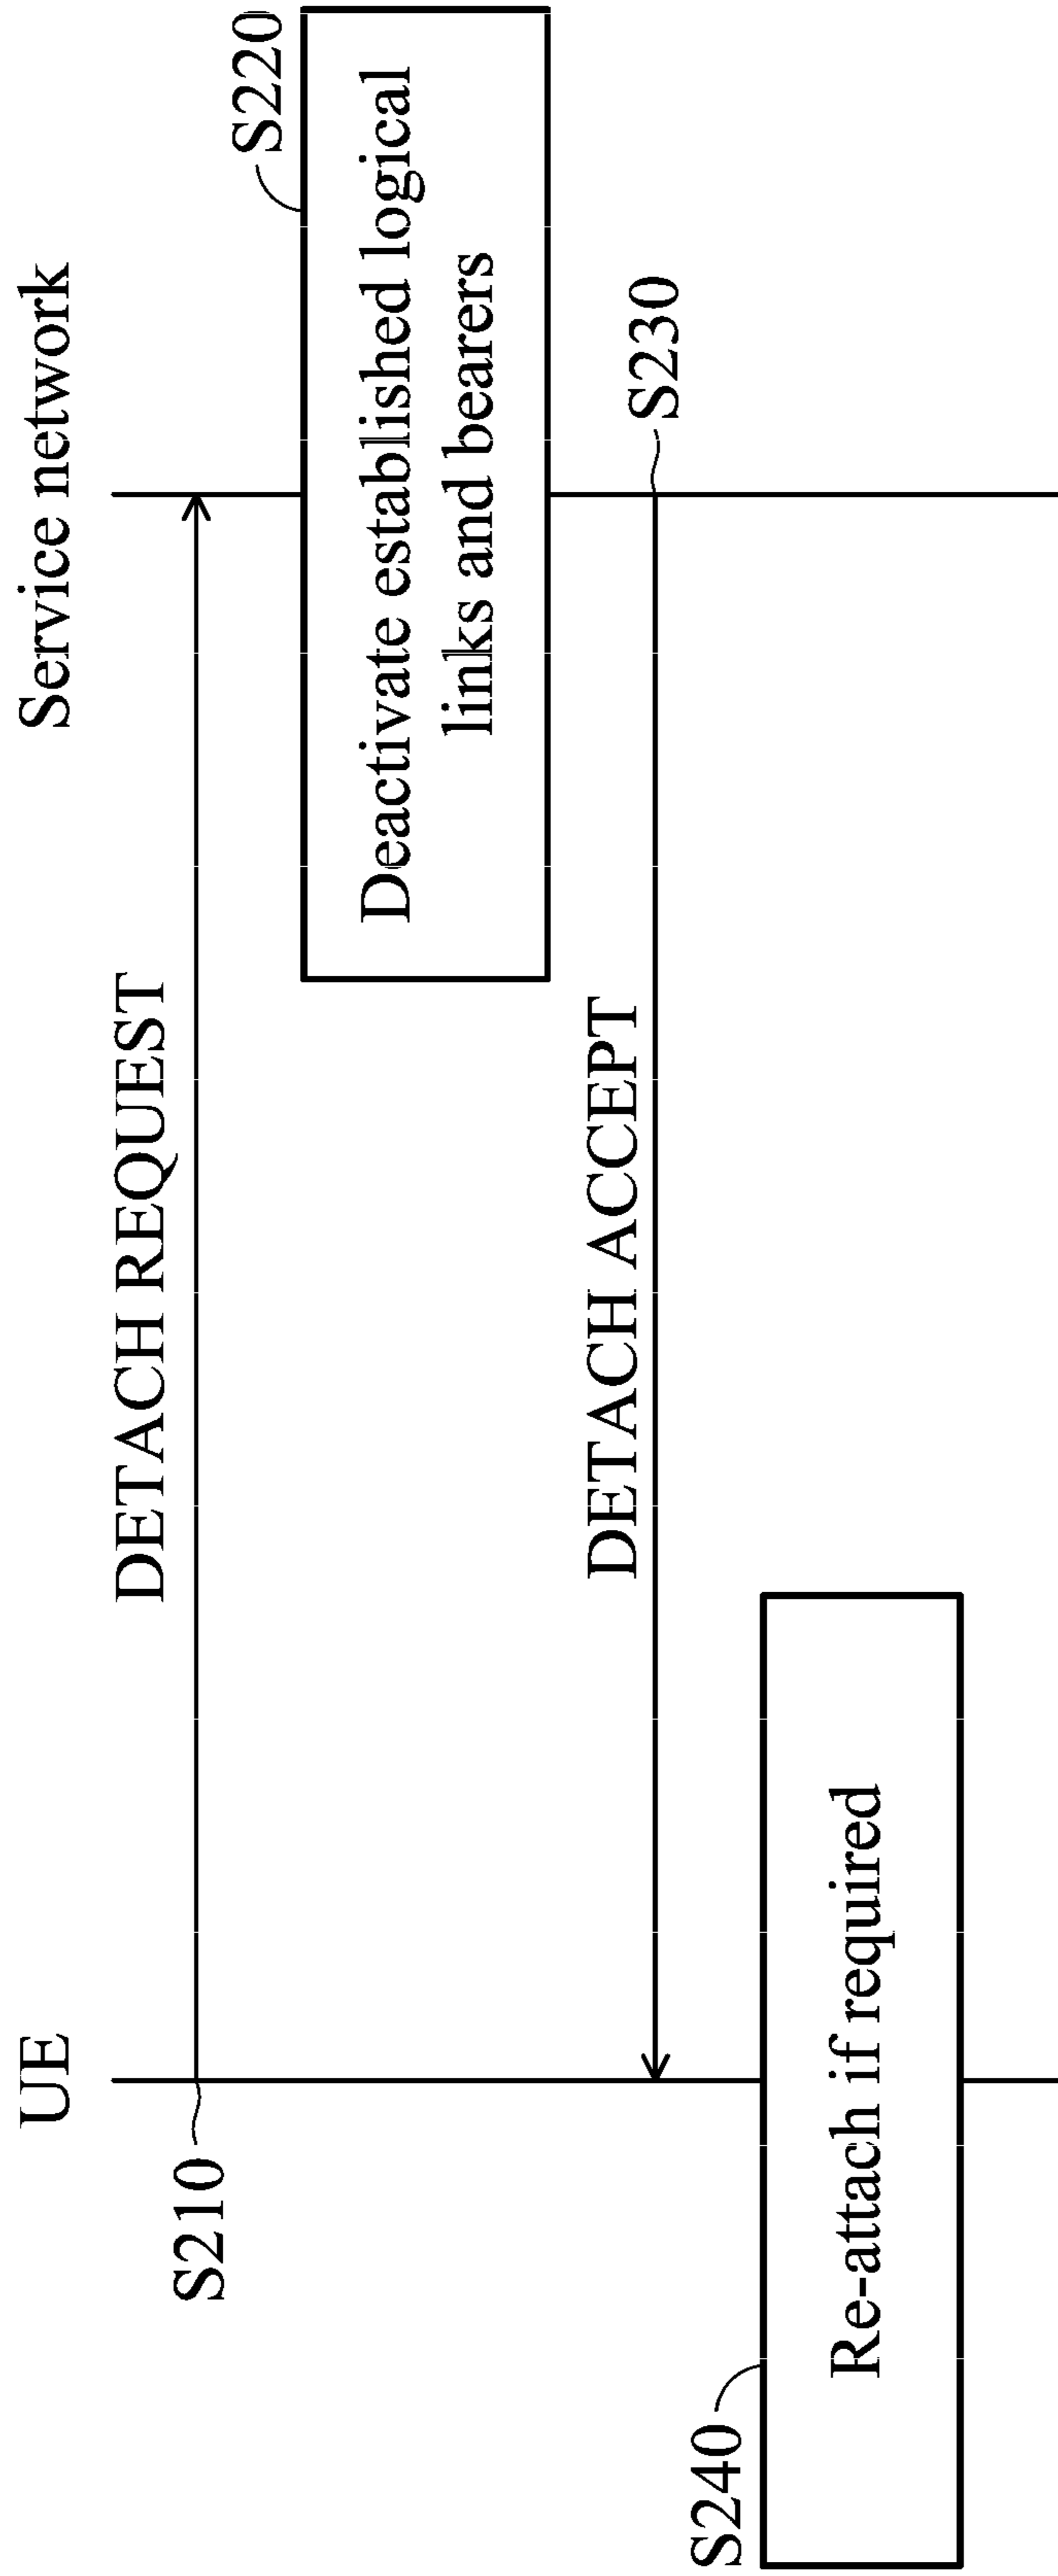 UE
Service network
DETACH REQUEST
S210
S220
Deactivate established logical
links and bearers
DETACH ACCEPT
S230
S240
Re-attach if required